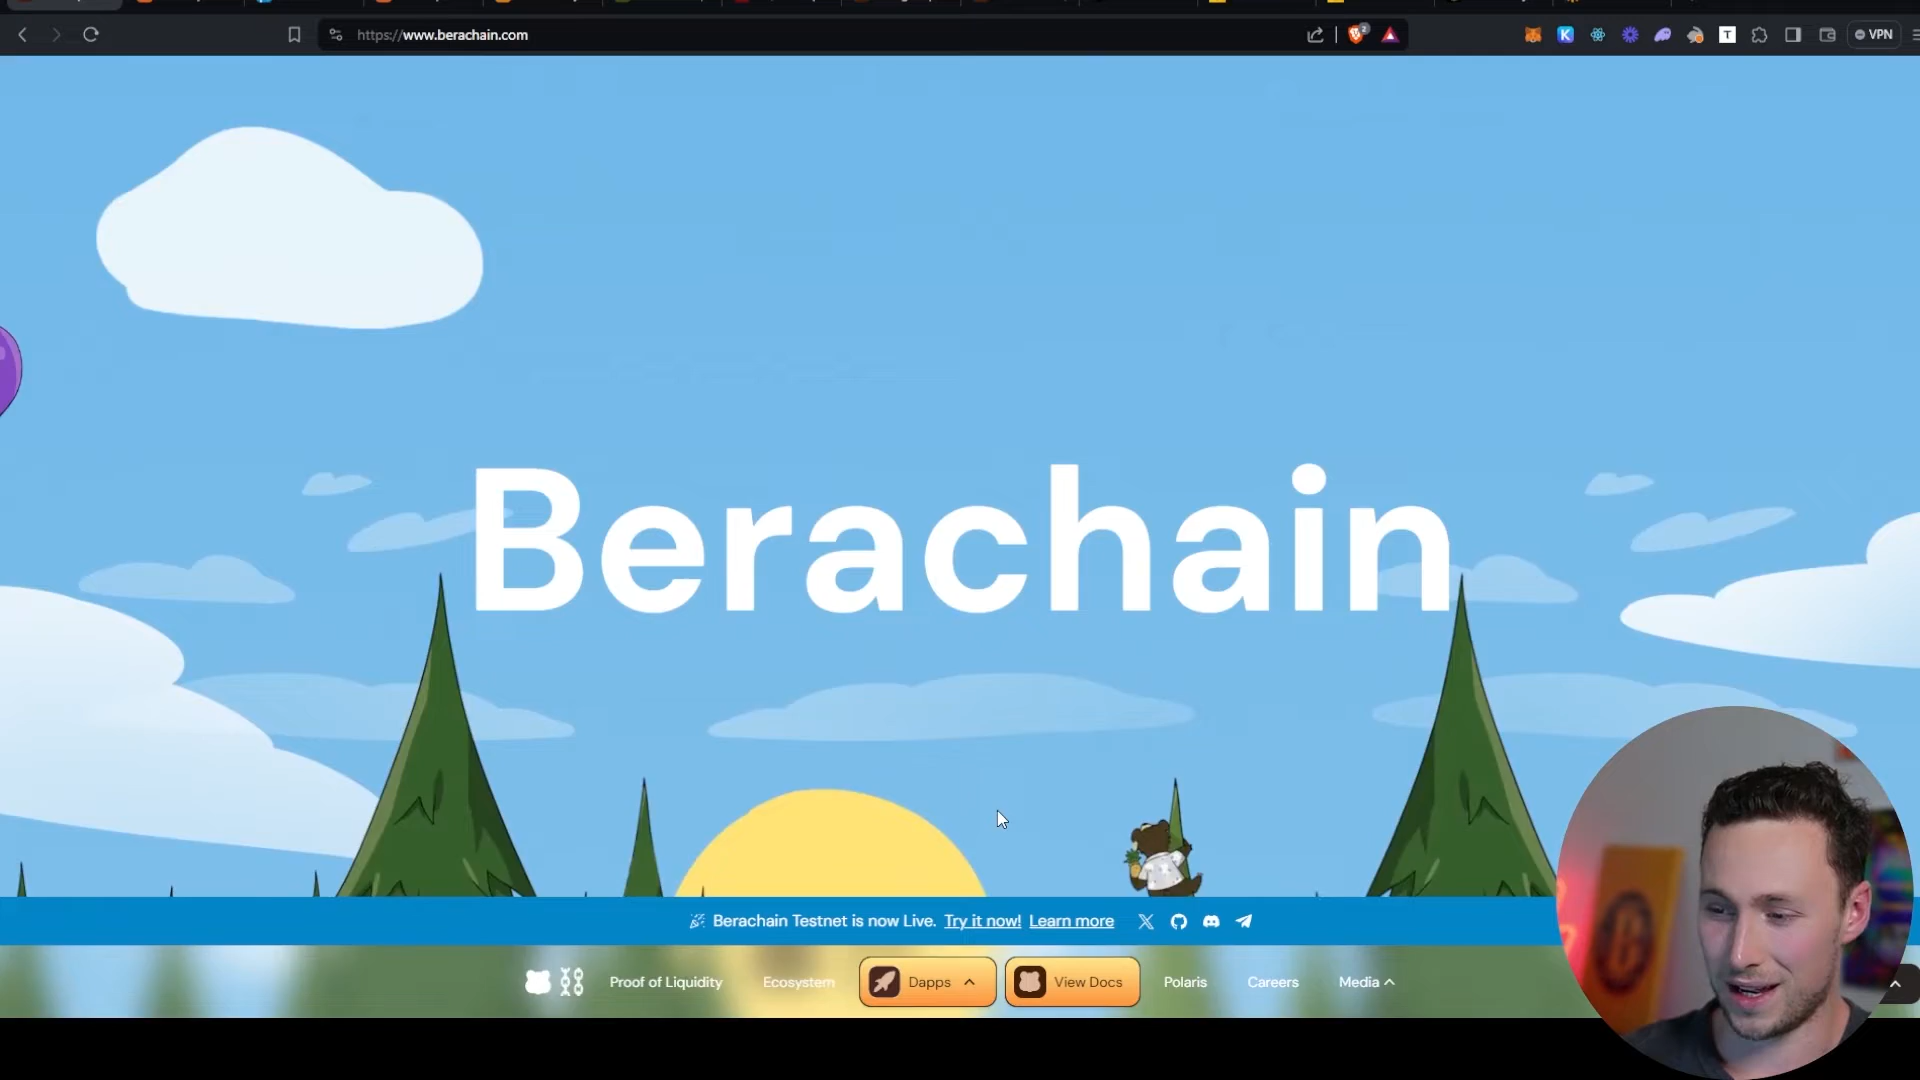 https://www.berachain.com
2
K
T
VPN
Berachain
Berachain Testnet is now Live. Try it now! Learn more
Proof of Liquidity Ecosystem Dapps View Docs Polaris Careers Media